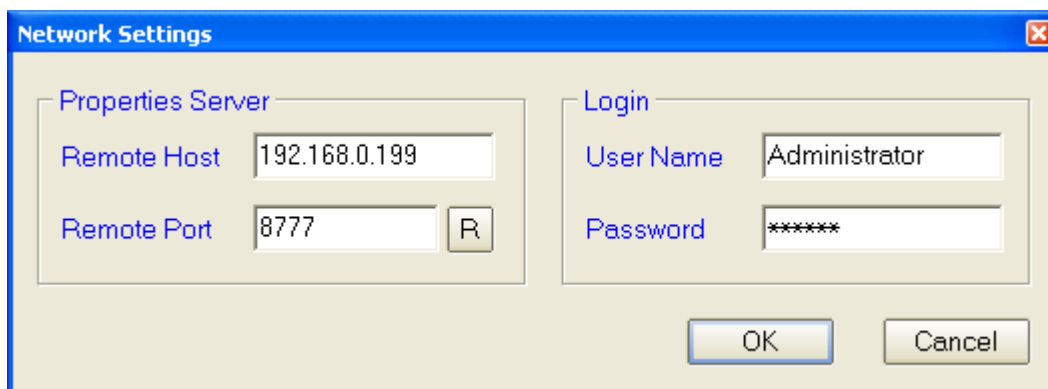 Network Settings
Properties Server
Remote Host 192.168.0.199
Remote Port 8777 R
Login
User Name Administrator
Password ******
OK Cancel